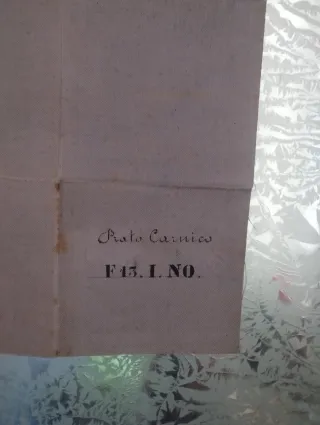 Prato Carnico
F 13. I. NO.